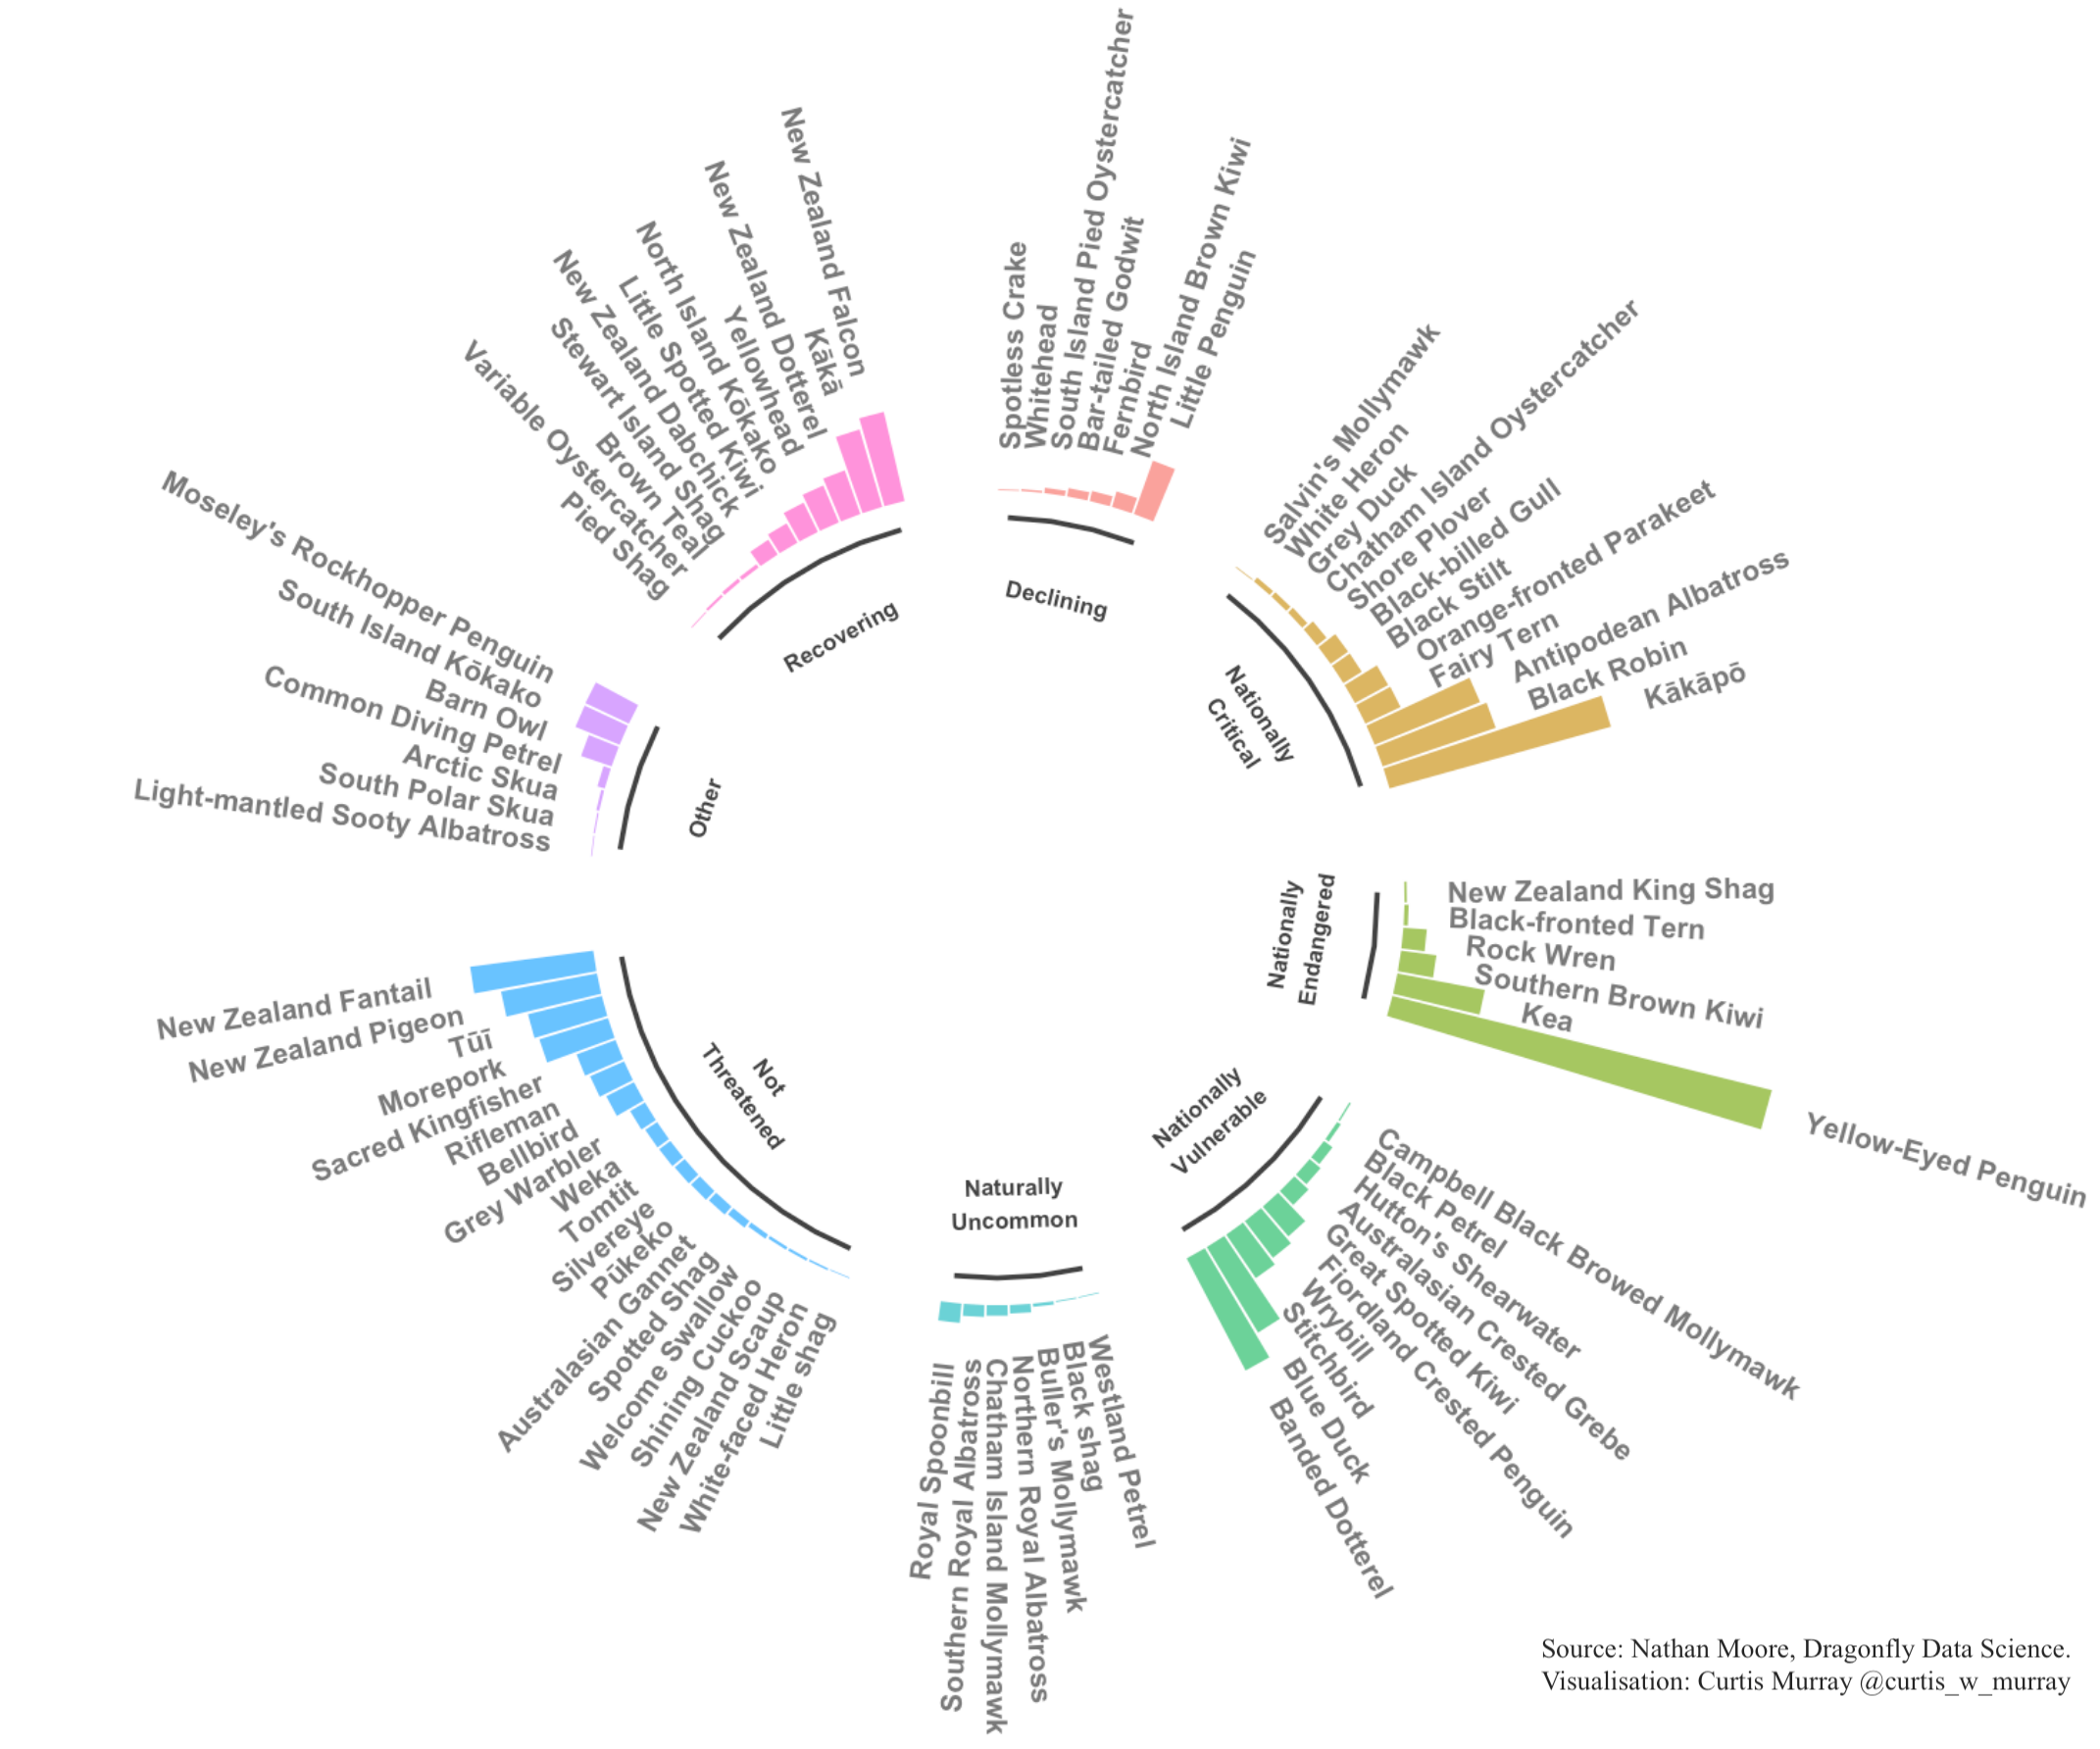 Spotless Crake
Whitehead
South Island Pied Oystercatcher
Bar-tailed Godwit
Fernbird
North Island Brown Kiwi
Little Penguin
Declining
Salvin's Mollymawk
White Heron
Grey Duck
Chatham Island Oystercatcher
Shore Plover
Black-billed Gull
Black Stilt
Orange-fronted Parakeet
Fairy Tern
Antipodean Albatross
Black Robin
Kākāpō
Nationally
Critical
New Zealand King Shag
Black-fronted Tern
Rock Wren
Southern Brown Kiwi
Kea
Yellow-Eyed Penguin
Nationally
Endangered
Campbell Black Browed Mollymawk
Black Petrel
Hutton's Shearwater
Australasian Crested Grebe
Great Spotted Kiwi
Fiordland Crested Penguin
Wrybill
Stitchbird
Blue Duck
Banded Dotterel
Nationally
Vulnerable
Westland Petrel
Black shag
Buller's Mollymawk
Northern Royal Albatross
Chatham Island Mollymawk
Southern Royal Albatross
Royal Spoonbill
Naturally
Uncommon
Little shag
White-faced Heron
New Zealand Scaup
Shining Cuckoo
Welcome Swallow
Spotted Shag
Australasian Gannet
Pūkeko
Silvereye
Tomtit
Weka
Grey Warbler
Bellbird
Rifleman
Sacred Kingfisher
Morepork
Tūī
New Zealand Pigeon
New Zealand Fantail
Not
Threatened
Light-mantled Sooty Albatross
South Polar Skua
Arctic Skua
Common Diving Petrel
Barn Owl
South Island Kōkako
Moseley's Rockhopper Penguin
Other
Pied Shag
Variable Oystercatcher
Brown Teal
Stewart Island Shag
New Zealand Dabchick
Little Spotted Kiwi
North Island Kōkako
Yellowhead
New Zealand Dotterel
Kākā
New Zealand Falcon
Recovering
Source: Nathan Moore, Dragonfly Data Science.
Visualisation: Curtis Murray @curtis_w_murray